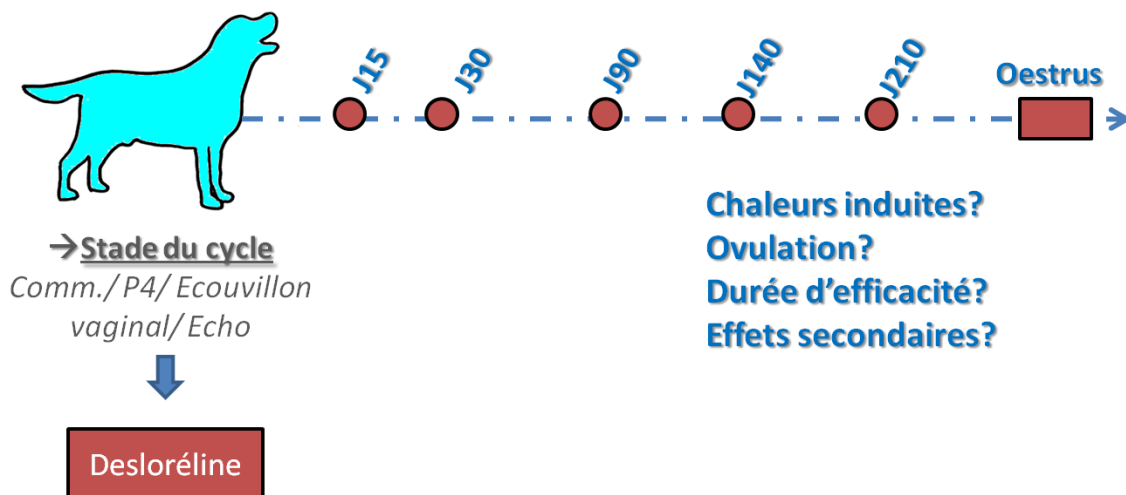 J15
J30
J90
J140
J210
Oestrus
→Stade du cycle
Comm./ P4/ Ecouvillon
vaginal/ Echo
Desloréline
Chaleurs induites?
Ovulation?
Durée d’efficacité?
Effets secondaires?